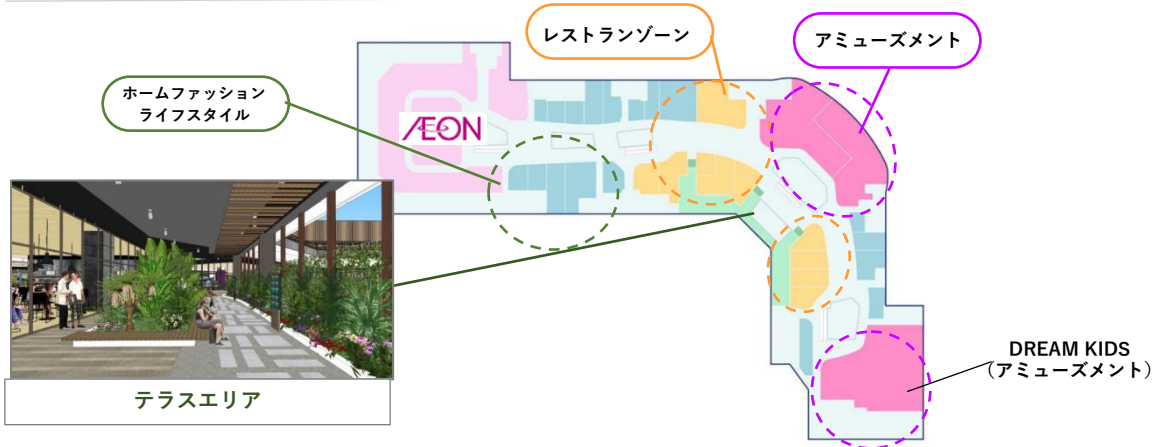 レストランゾーン
アミューズメント
ホームファッション
ライフスタイル
ÆON
テラスエリア
DREAM KIDS
（アミューズメント）